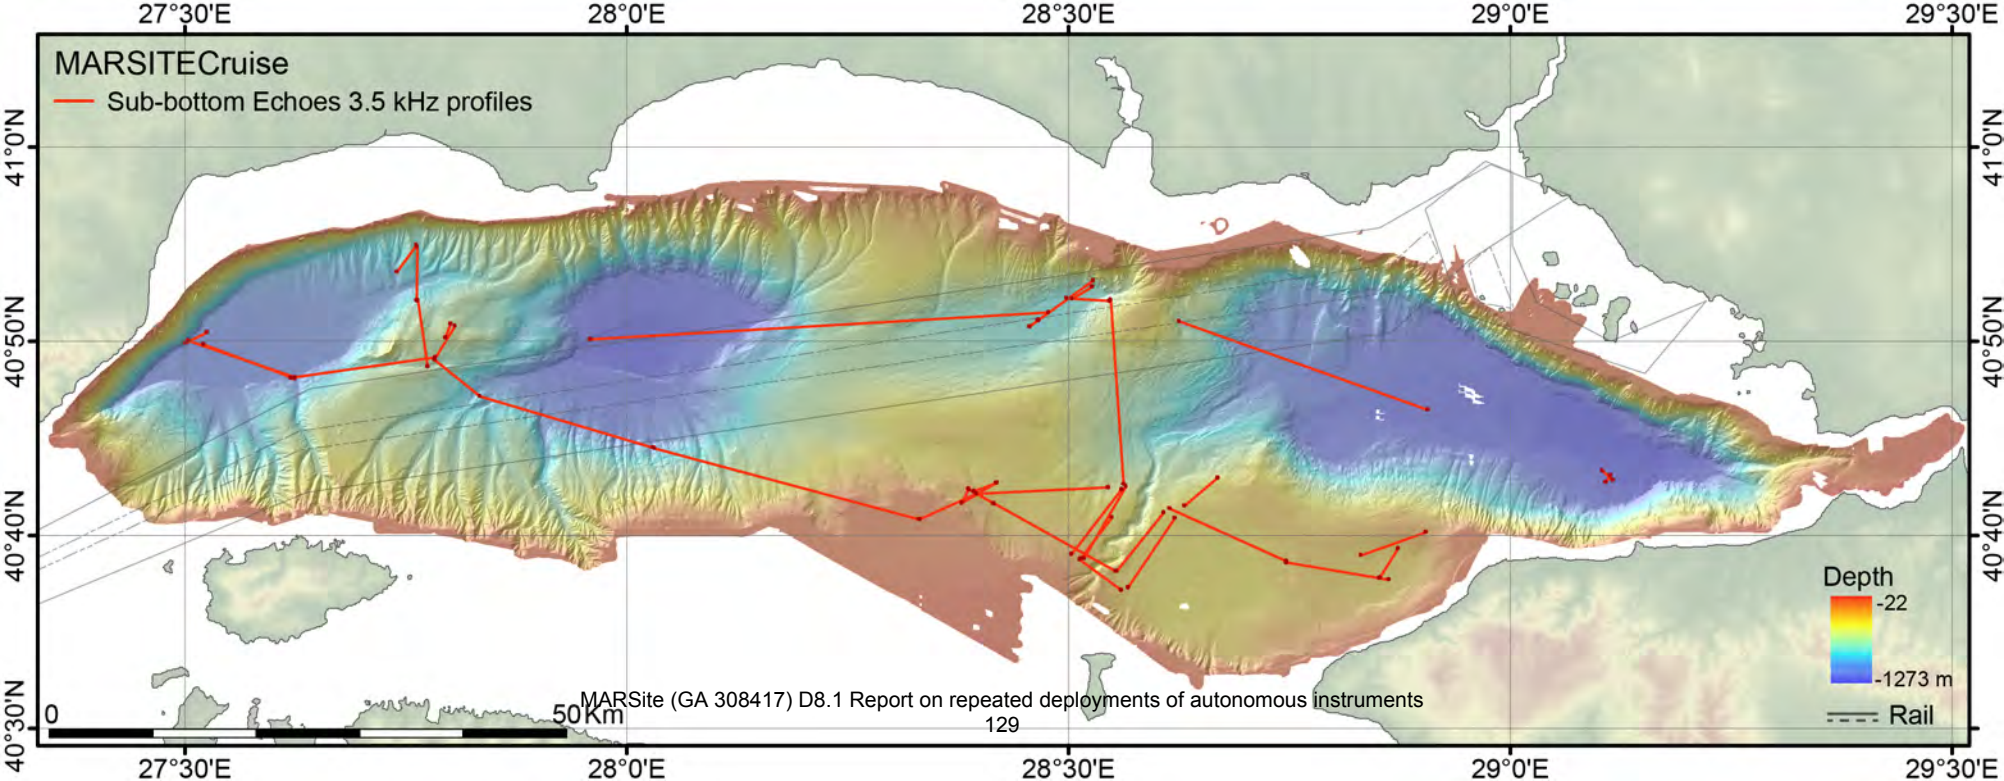 27°30'E 28°0'E 28°30'E 29°0'E 29°30'E
MARSITECruise
Sub-bottom Echoes 3.5 kHz profiles
41°0'N 41°0'N
40°50'N 40°50'N
40°40'N 40°40'N
40°30'N 40°30'N
Depth
-22
-1273 m
Rail
0 50Km
MARSite (GA 308417) D8.1 Report on repeated deployments of autonomous instruments
129
27°30'E 28°0'E 28°30'E 29°0'E 29°30'E